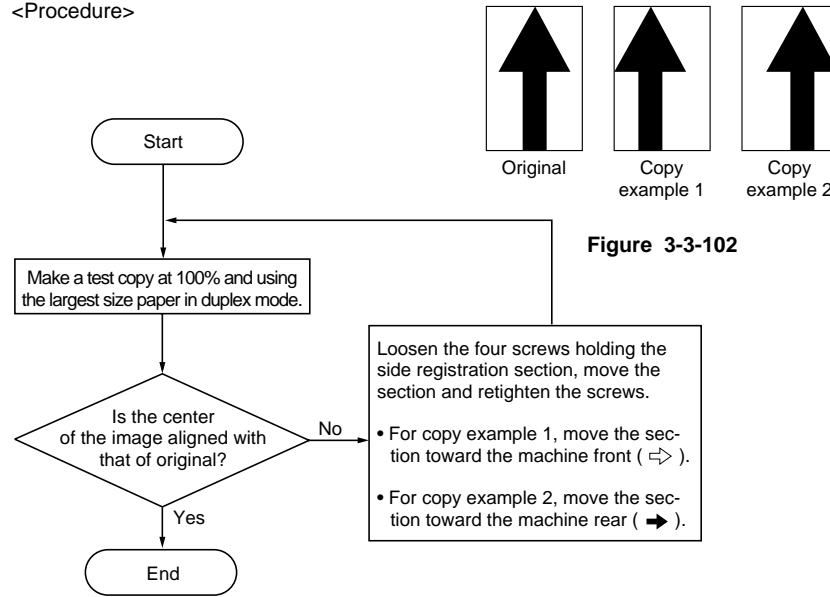 <Procedure>
Original
Copy
example 1
Copy
example 2
Figure 3-3-102
Start
Make a test copy at 100% and using
the largest size paper in duplex mode.
Is the center
of the image aligned with
that of original?
No
Yes
Loosen the four screws holding the
side registration section, move the
section and retighten the screws.
• For copy example 1, move the sec-
tion toward the machine front ( ⇨ ).
• For copy example 2, move the sec-
tion toward the machine rear ( ➡ ).
End